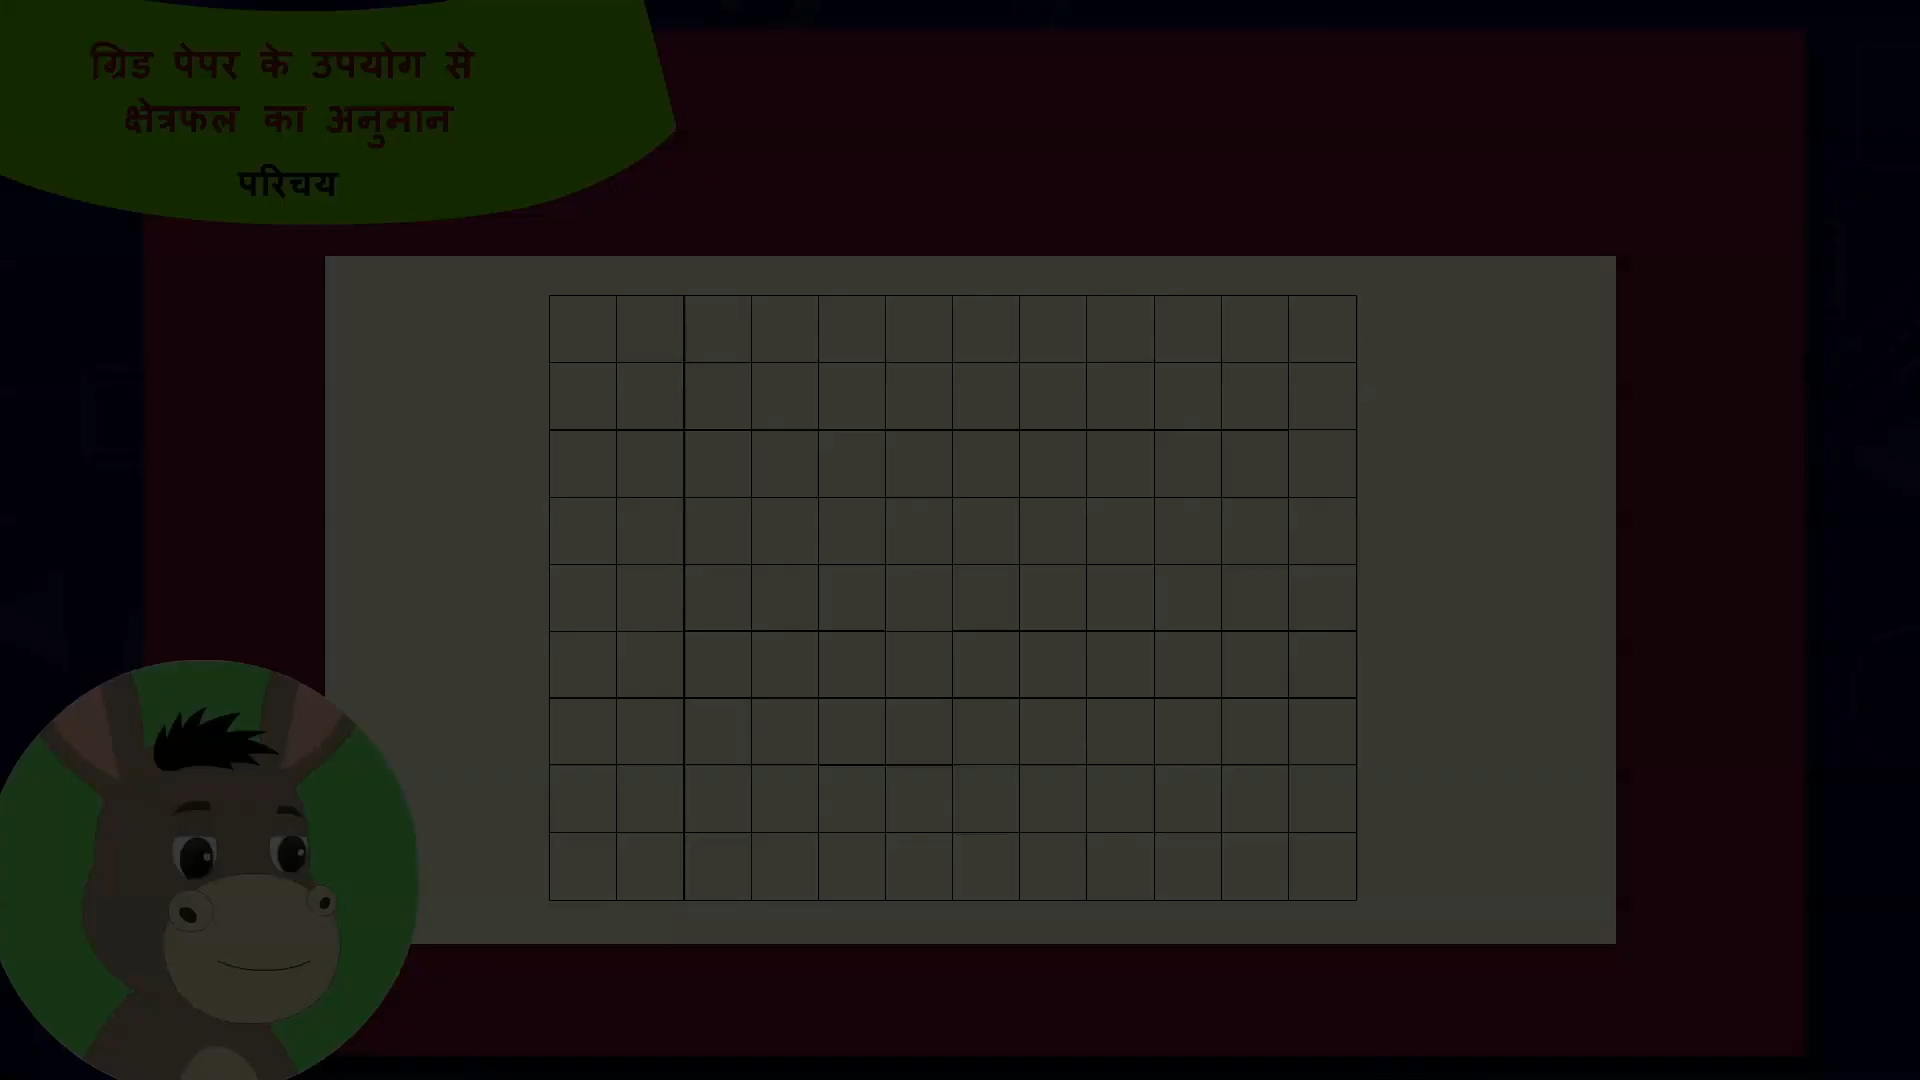 ग्रिड पेपर के उपयोग से
क्षेत्रफल का अनुमान
परिचय